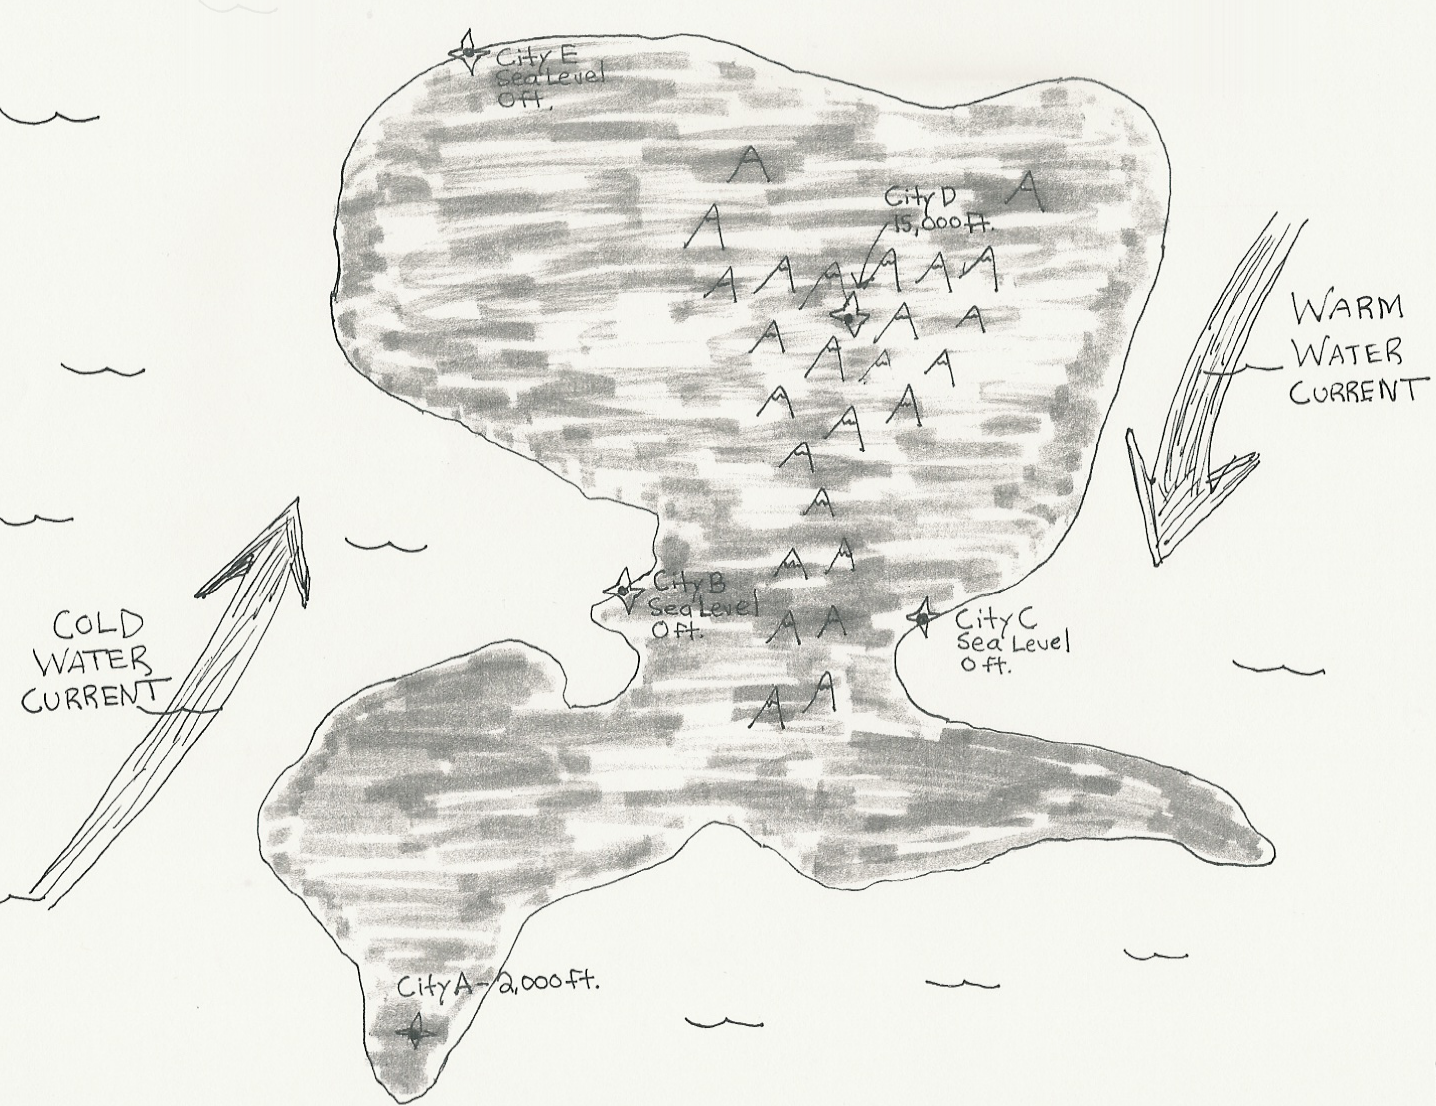 City E
Sea Level
0ft.
City D
15,000ft.
WARM
WATER
CURRENT
City B
Sea Level
0ft.
City C
Sea Level
0ft.
COLD
WATER
CURRENT
City A - 2,000ft.